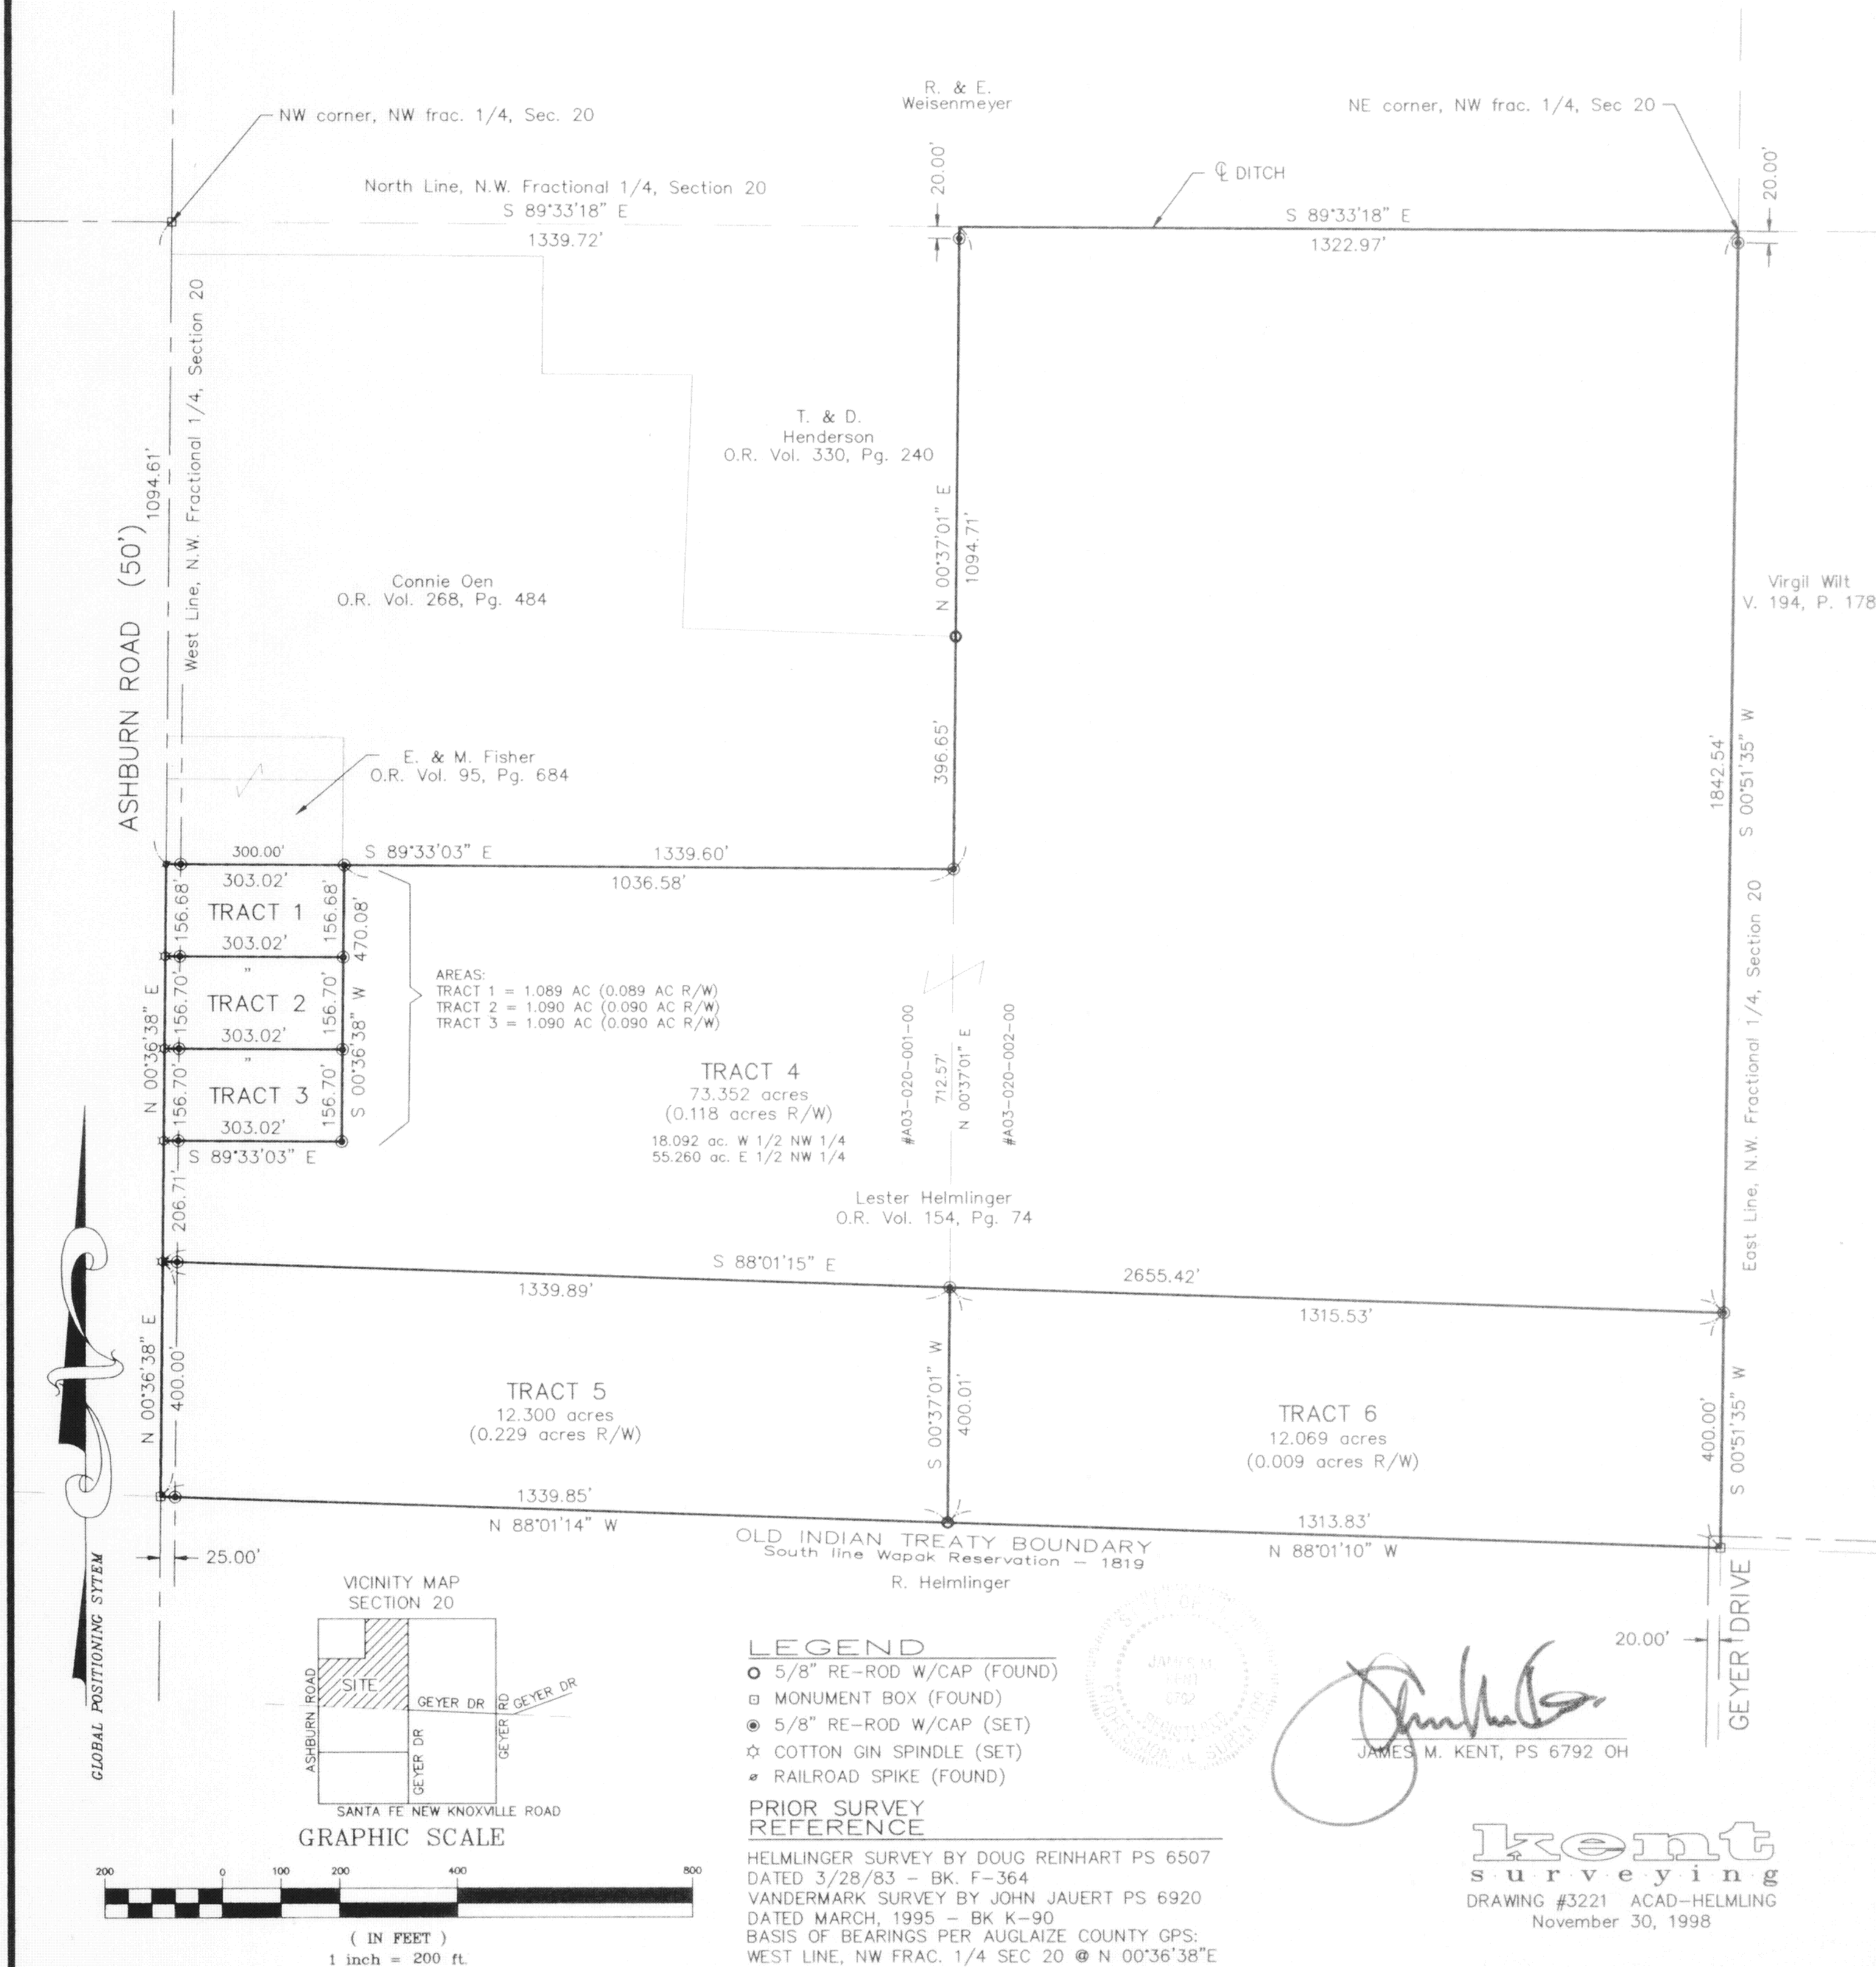 R. & E.
Weisenmeyer
NW corner, NW frac. 1/4, Sec. 20
NE corner, NW frac. 1/4, Sec 20
20.00'
20.00'
℄ DITCH
North Line, N.W. Fractional 1/4, Section 20
S 89°33'18" E
1339.72'
S 89°33'18" E
1322.97'
West Line, N.W. Fractional 1/4, Section 20
1094.61'
ASHBURN ROAD (50')
T. & D.
Henderson
O.R. Vol. 330, Pg. 240
N 00°37'01" E
1094.71'
Connie Oen
O.R. Vol. 268, Pg. 484
Virgil Wilt
V. 194, P. 178
396.65'
1842.54'
S 00°51'35" W
East Line, N.W. Fractional 1/4, Section 20
E. & M. Fisher
O.R. Vol. 95, Pg. 684
300.00'
S 89°33'03" E
1339.60'
303.02'
1036.58'
156.68'
TRACT 1
156.68'
470.08'
303.02'
"
AREAS:
TRACT 1 = 1.089 AC (0.089 AC R/W)
TRACT 2 = 1.090 AC (0.090 AC R/W)
TRACT 3 = 1.090 AC (0.090 AC R/W)
N 00°36'38" E
156.70'
TRACT 2
156.70'
S 00°36'38" W
303.02'
"
156.70'
TRACT 3
156.70'
303.02'
S 89°33'03" E
206.71'
TRACT 4
73.352 acres
(0.118 acres R/W)
18.092 ac. W 1/2 NW 1/4
55.260 ac. E 1/2 NW 1/4
#A03-020-001-00
712.57'
N 00°37'01" E
#A03-020-002-00
Lester Helmlinger
O.R. Vol. 154, Pg. 74
S 88°01'15" E
2655.42'
1339.89'
1315.53'
N 00°36'38" E
400.00'
TRACT 5
12.300 acres
(0.229 acres R/W)
S 00°37'01" W
400.01'
TRACT 6
12.069 acres
(0.009 acres R/W)
400.00'
S 00°51'35" W
1339.85'
N 88°01'14" W
1313.83'
N 88°01'10" W
OLD INDIAN TREATY BOUNDARY
South line Wapak Reservation – 1819
R. Helmlinger
25.00'
GLOBAL POSITIONING SYTEM
VICINITY MAP
SECTION 20
ASHBURN ROAD
SITE
GEYER DR
GEYER DR
GEYER RD
GEYER DR
SANTA FE NEW KNOXVILLE ROAD
GRAPHIC SCALE
200 0 100 200 400 800
( IN FEET )
1 inch = 200 ft.
LEGEND
5/8" RE-ROD W/CAP (FOUND)
MONUMENT BOX (FOUND)
5/8" RE-ROD W/CAP (SET)
COTTON GIN SPINDLE (SET)
RAILROAD SPIKE (FOUND)
PRIOR SURVEY
REFERENCE
HELMLINGER SURVEY BY DOUG REINHART PS 6507
DATED 3/28/83 – BK. F-364
VANDERMARK SURVEY BY JOHN JAUERT PS 6920
DATED MARCH, 1995 – BK K-90
BASIS OF BEARINGS PER AUGLAIZE COUNTY GPS:
WEST LINE, NW FRAC. 1/4 SEC 20 @ N 00°36'38"E
JAMES M.
KENT
20.00'
GEYER DRIVE
JAMES M. KENT, PS 6792 OH
kent
surveying
DRAWING #3221 ACAD-HELMLING
November 30, 1998